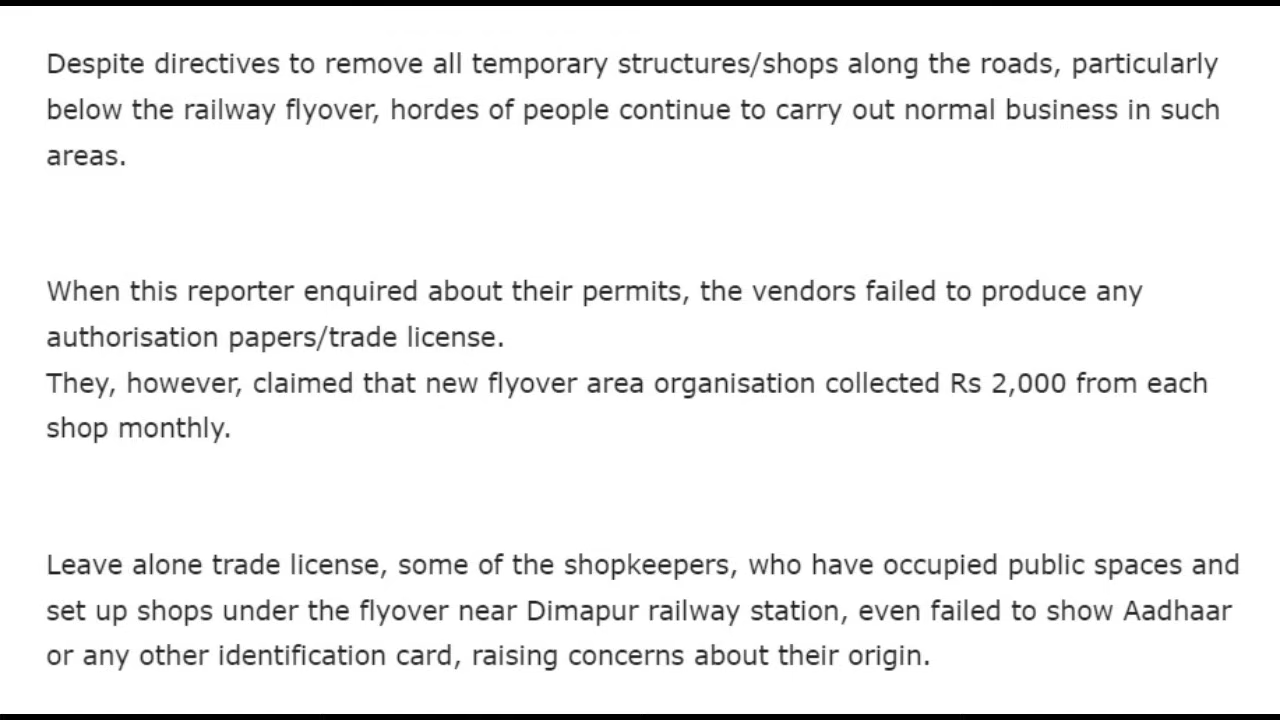 Despite directives to remove all temporary structures/shops along the roads, particularly
below the railway flyover, hordes of people continue to carry out normal business in such
areas.
When this reporter enquired about their permits, the vendors failed to produce any
authorisation papers/trade license.
They, however, claimed that new flyover area organisation collected Rs 2,000 from each
shop monthly.
Leave alone trade license, some of the shopkeepers, who have occupied public spaces and
set up shops under the flyover near Dimapur railway station, even failed to show Aadhaar
or any other identification card, raising concerns about their origin.